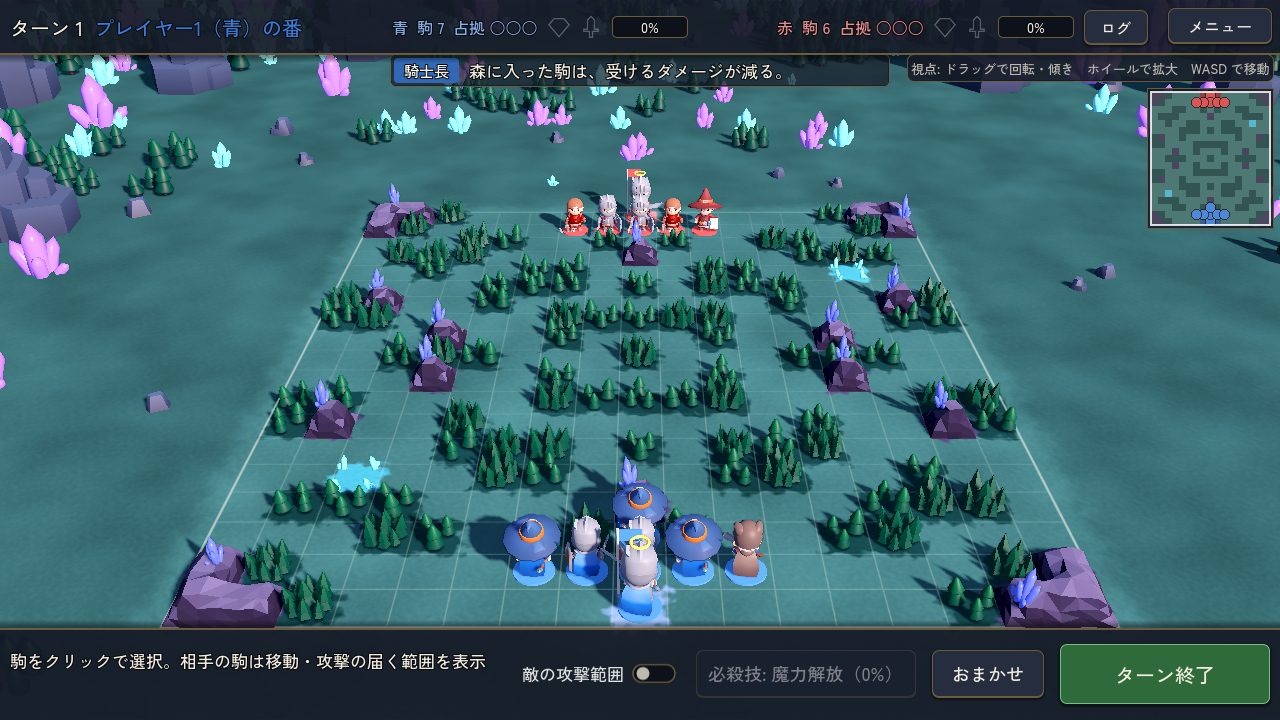 ターン 1 プレイヤー1（青）の番
青 駒 7 占拠 〇〇〇 0%
赤 駒 6 占拠 〇〇〇 0%
ログ
メニュー
騎士長 森に入った駒は、受けるダメージが減る。
視点: ドラッグで回転・傾き ホイールで拡大 WASD で移動
駒をクリックで選択。相手の駒は移動・攻撃の届く範囲を表示
敵の攻撃範囲
必殺技: 魔力解放（0%）
おまかせ
ターン終了